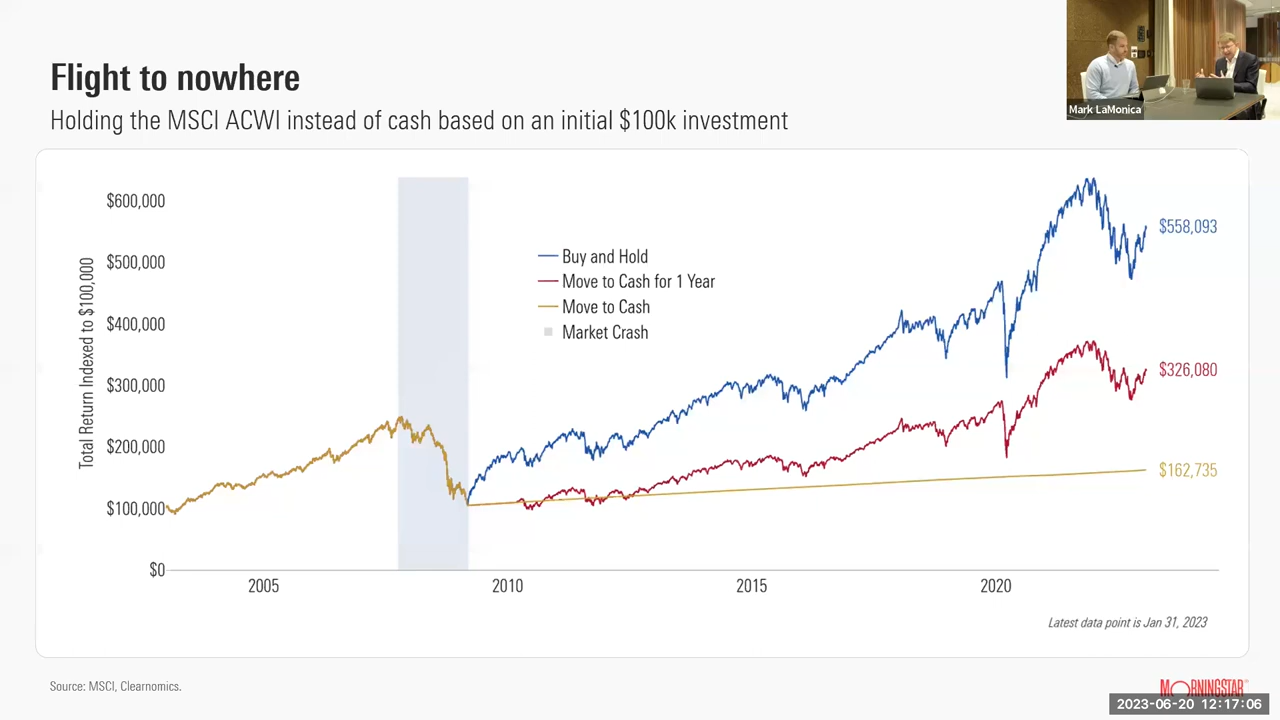 Flight to nowhere
Holding the MSCI ACWI instead of cash based on an initial $100k investment
Mark LaMonica
Total Return Indexed to $100,000
$600,000
$500,000
$400,000
$300,000
$200,000
$100,000
$0
Buy and Hold
Move to Cash for 1 Year
Move to Cash
Market Crash
$558,093
$326,080
$162,735
2005
2010
2015
2020
Latest data point is Jan 31, 2023
Source: MSCI, Clearnomics.
MORNINGSTAR®
2023-06-20 12:17:06